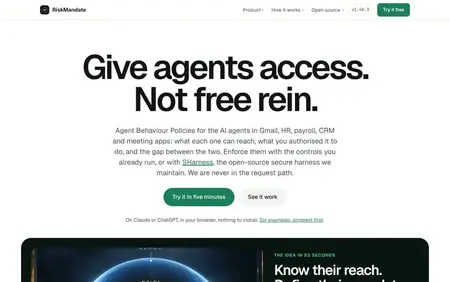 RiskMandate
Product
How it works
Open source
v1.40.3
Try it free
Give agents access.
Not free rein.
Agent Behaviour Policies for the AI agents in Gmail, HR, payroll, CRM
and meeting apps: what each one can reach, what you authorised it to
do, and the gap between the two. Enforce them with the controls you
already run, or with SHarness, the open-source secure harness we
maintain. We are never in the request path.
Try it in five minutes
See it work
On Claude or ChatGPT, in your browser, nothing to install. Six examples, simplest first.
THE IDEA IN 53 SECONDS
Know their reach.